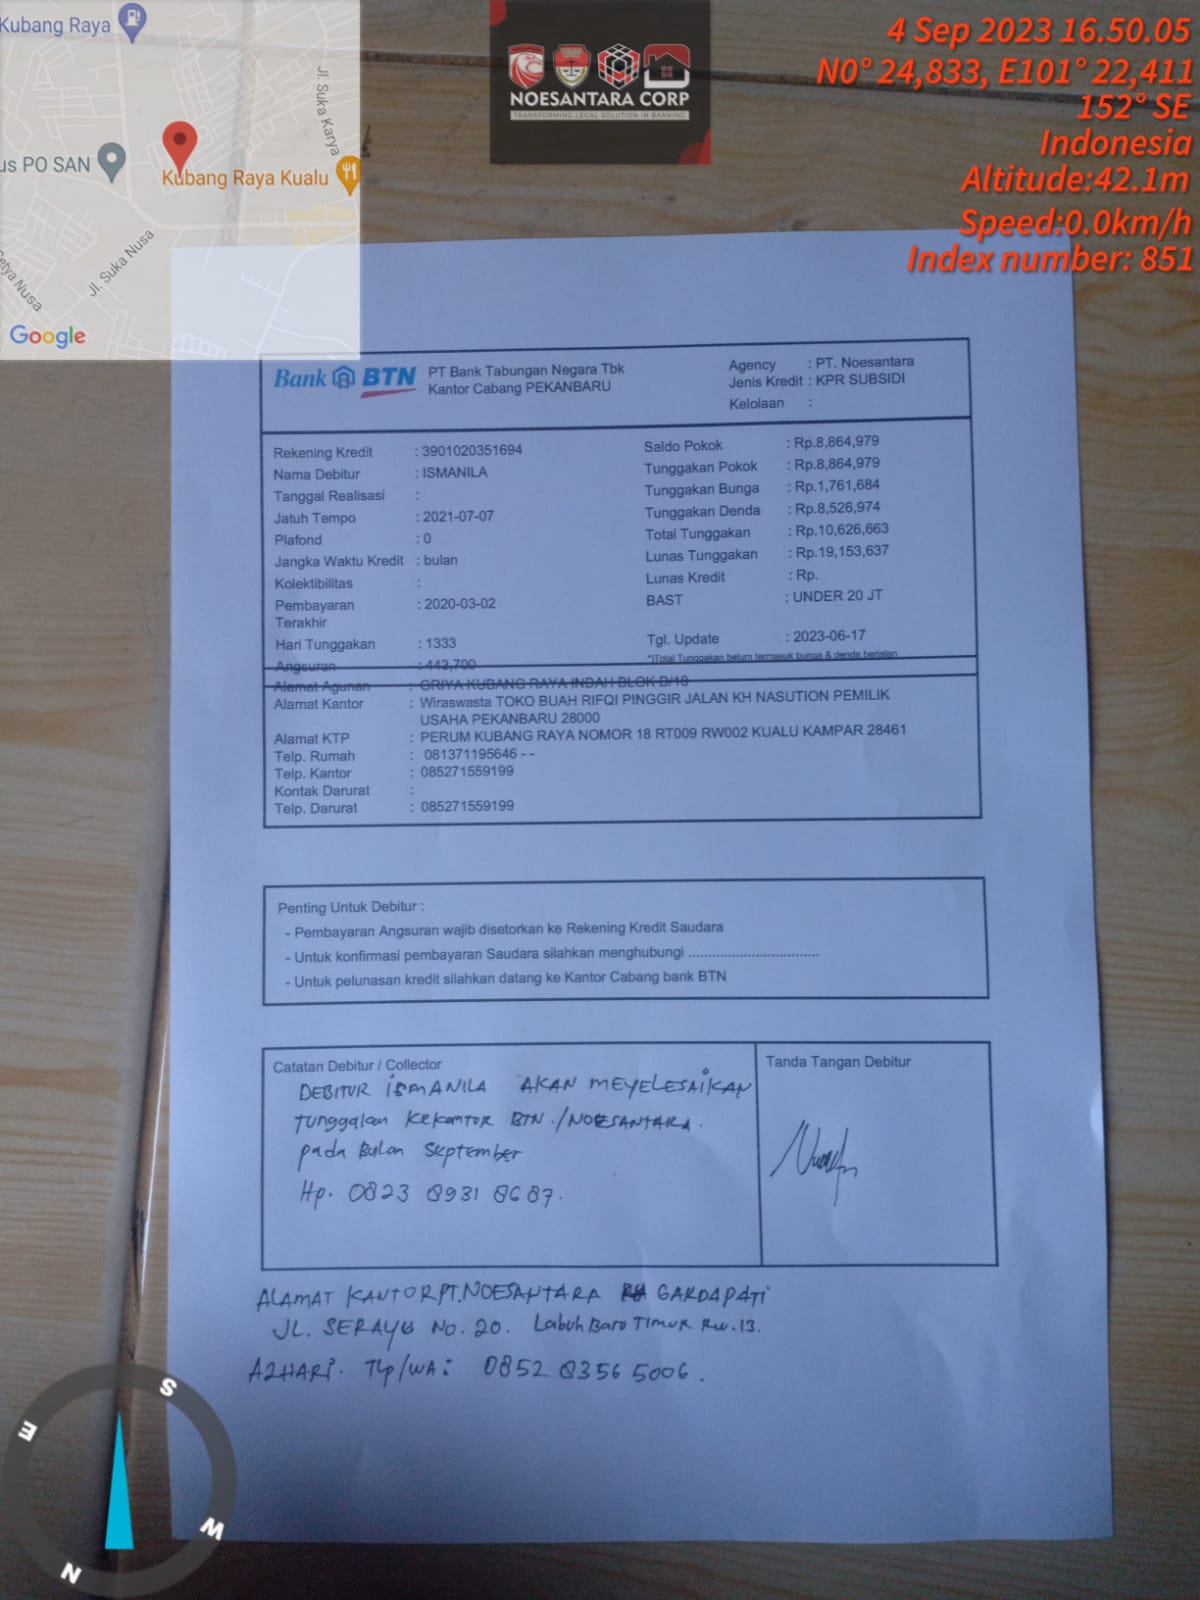 Kubang Raya
us PO SAN
Kubang Raya Kualu
Jl. Suka Karya
Jl. Suka Nusa
etya Nusa
Google
NOESANTARA CORP
TRANSFORMING LEGAL SOLUTION IN BANKING
4 Sep 2023 16.50.05
N0° 24,833, E101° 22,411
152° SE
Indonesia
Altitude:42.1m
Speed:0.0km/h
Index number: 851
Bank BTN
PT Bank Tabungan Negara Tbk
Kantor Cabang PEKANBARU
Agency : PT. Noesantara
Jenis Kredit : KPR SUBSIDI
Kelolaan :
Rekening Kredit : 3901020351694
Nama Debitur : ISMANILA
Tanggal Realisasi :
Jatuh Tempo : 2021-07-07
Plafond : 0
Jangka Waktu Kredit : bulan
Kolektibilitas :
Pembayaran Terakhir : 2020-03-02
Hari Tunggakan : 1333
Angsuran : 443,700
Saldo Pokok : Rp.8,864,979
Tunggakan Pokok : Rp.8,864,979
Tunggakan Bunga : Rp.1,761,684
Tunggakan Denda : Rp.8,526,974
Total Tunggakan : Rp.10,626,663
Lunas Tunggakan : Rp.19,153,637
Lunas Kredit : Rp.
BAST : UNDER 20 JT
Tgl. Update : 2023-06-17
*)Total Tunggakan belum termasuk bunga & denda berjalan
Alamat Agunan : GRIYA KUBANG RAYA INDAH BLOK D/18
Alamat Kantor : Wiraswasta TOKO BUAH RIFQI PINGGIR JALAN KH NASUTION PEMILIK
USAHA PEKANBARU 28000
Alamat KTP : PERUM KUBANG RAYA NOMOR 18 RT009 RW002 KUALU KAMPAR 28461
Telp. Rumah : 081371195646 - -
Telp. Kantor : 085271559199
Kontak Darurat :
Telp. Darurat : 085271559199
Penting Untuk Debitur :
- Pembayaran Angsuran wajib disetorkan ke Rekening Kredit Saudara
- Untuk konfirmasi pembayaran Saudara silahkan menghubungi ................................
- Untuk pelunasan kredit silahkan datang ke Kantor Cabang bank BTN
Catatan Debitur / Collector
DEBITUR ISMANILA AKAN MEYELESAIKAN
Tunggalan KeKantor BTN./NOESANTARA.
pada Bulan September
Hp. 0823 8931 8687.
Tanda Tangan Debitur
ALAMAT KANTOR PT. NOESANTARA GARDAPATI
JL. SERAYU No. 20. Labuh Baru TIMUR RW. 13.
AZHARI. Tlp/WA: 0852 8356 5006.
S
E
W
N